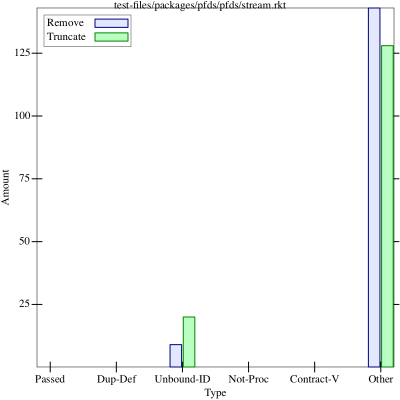 test-files/packages/pfds/pfds/stream.rkt
Remove
Truncate
125
100
75
50
25
Amount
Passed Dup-Def Unbound-ID Not-Proc Contract-V Other
Type